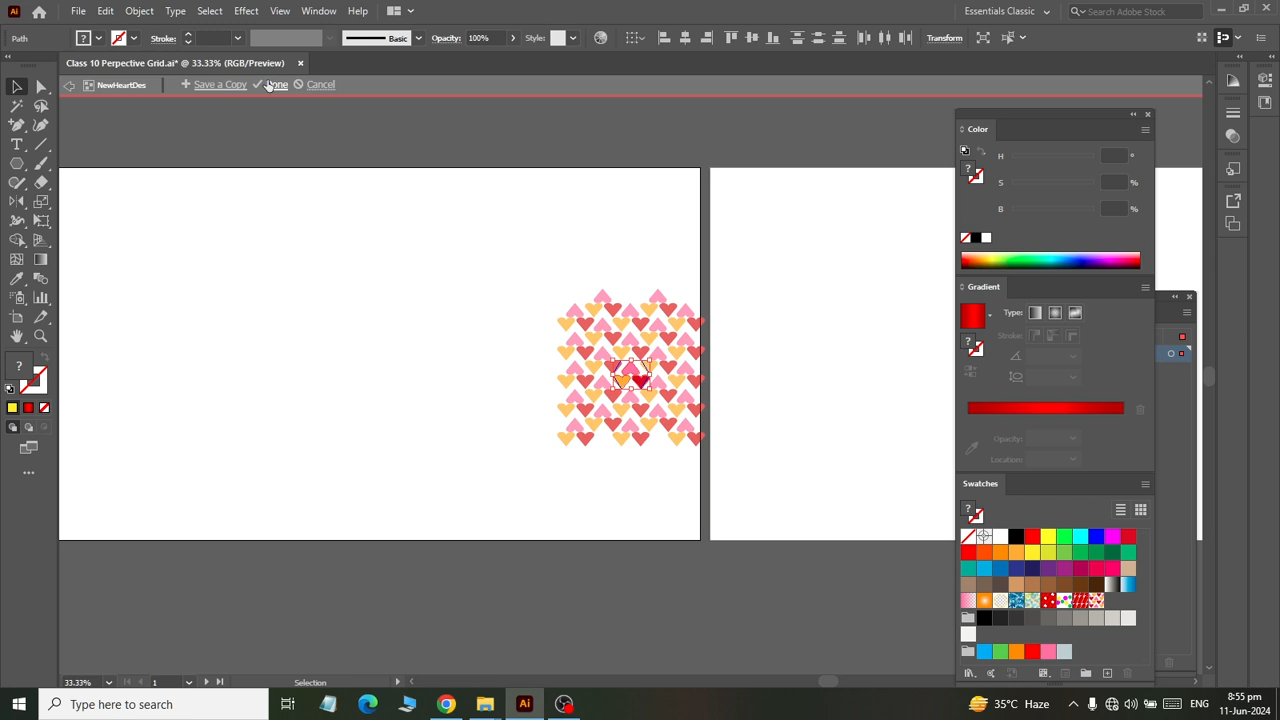 Ai File Edit Object Type Select Effect View Window Help Essentials Classic Search Adobe Stock
Path Stroke: Basic Opacity: 100% Style: Transform
Class 10 Perpective Grid.ai* @ 33.33% (RGB/Preview)
NewHeartDes Save a Copy Cancel
Color
H °
S %
B %
Gradient
Type:
Stroke:
Opacity:
Location:
Swatches
33.33% 1 Selection
Type here to search Ai 35°C Haze 8:55 pm
11-Jun-2024